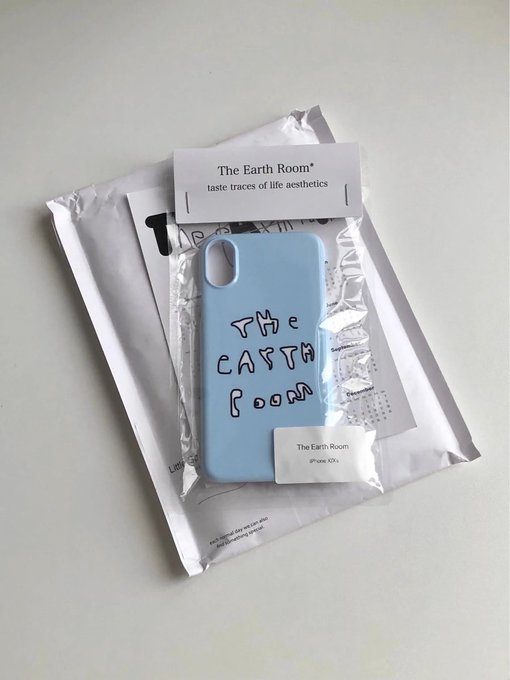 The Earth Room*
taste traces of life aesthetics
THe
EARTH
ROOM
September
December
The Earth Room
iPhone X/Xs
each normal day we can also
find something special.